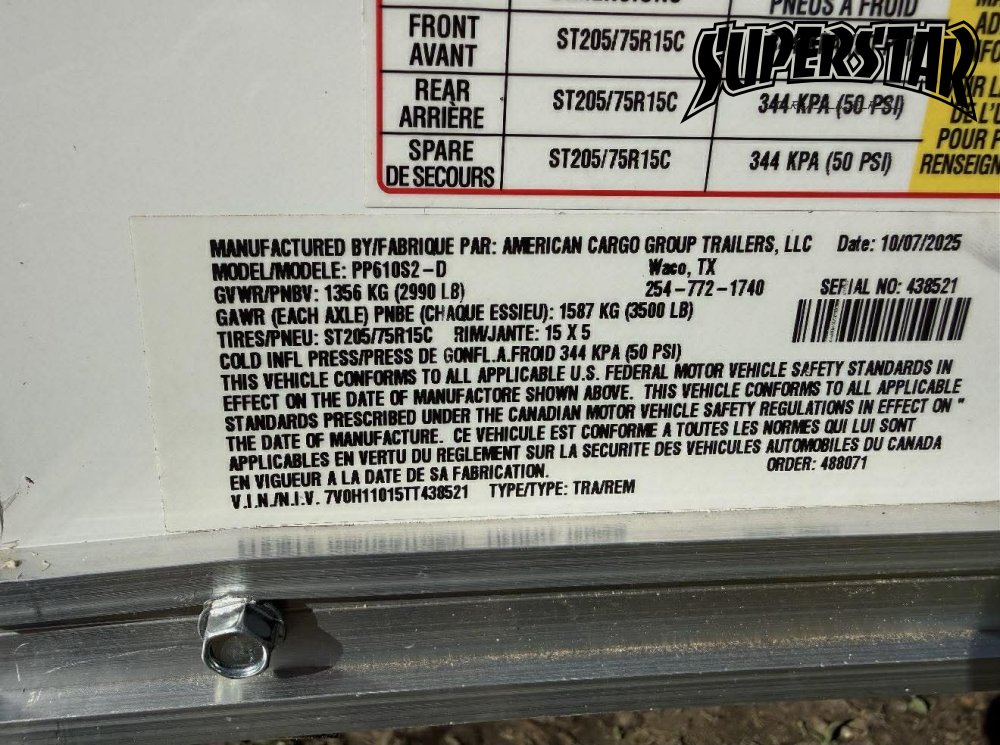 DIMENSIONS
PNEUS À FROID
FRONT
AVANT
ST205/75R15C
SUPERSTAR
REAR
ARRIÈRE
ST205/75R15C
344 KPA (50 PSI)
DE L'U
SPARE
DE SECOURS
ST205/75R15C
344 KPA (50 PSI)
POUR P
RENSEIGN
MANUFACTURED BY/FABRIQUE PAR: AMERICAN CARGO GROUP TRAILERS, LLC Date: 10/07/2025
MODEL/MODELE: PP610S2-D Waco, TX
GVWR/PNBV: 1356 KG (2990 LB) 254-772-1740 SERIAL NO: 438521
GAWR (EACH AXLE) PNBE (CHAQUE ESSIEU): 1587 KG (3500 LB)
TIRES/PNEU: ST205/75R15C RIM/JANTE: 15 X 5
COLD INFL PRESS/PRESS DE GONFL.A.FROID 344 KPA (50 PSI)
THIS VEHICLE CONFORMS TO ALL APPLICABLE U.S. FEDERAL MOTOR VEHICLE SAFETY STANDARDS IN
EFFECT ON THE DATE OF MANUFACTORE SHOWN ABOVE. THIS VEHICLE CONFORMS TO ALL APPLICABLE
STANDARDS PRESCRIBED UNDER THE CANADIAN MOTOR VEHICLE SAFETY REGULATIONS IN EFFECT ON "
THE DATE OF MANUFACTURE. CE VEHICULE EST CONFORME A TOUTES LES NORMES QUI LUI SONT
APPLICABLES EN VERTU DU REGLEMENT SUR LA SECURITE DES VEHICULES AUTOMOBILES DU CANADA
EN VIGUEUR A LA DATE DE SA FABRICATION. ORDER: 488071
V.I.N./N.I.V. 7V0H11015TT438521 TYPE/TYPE: TRA/REM